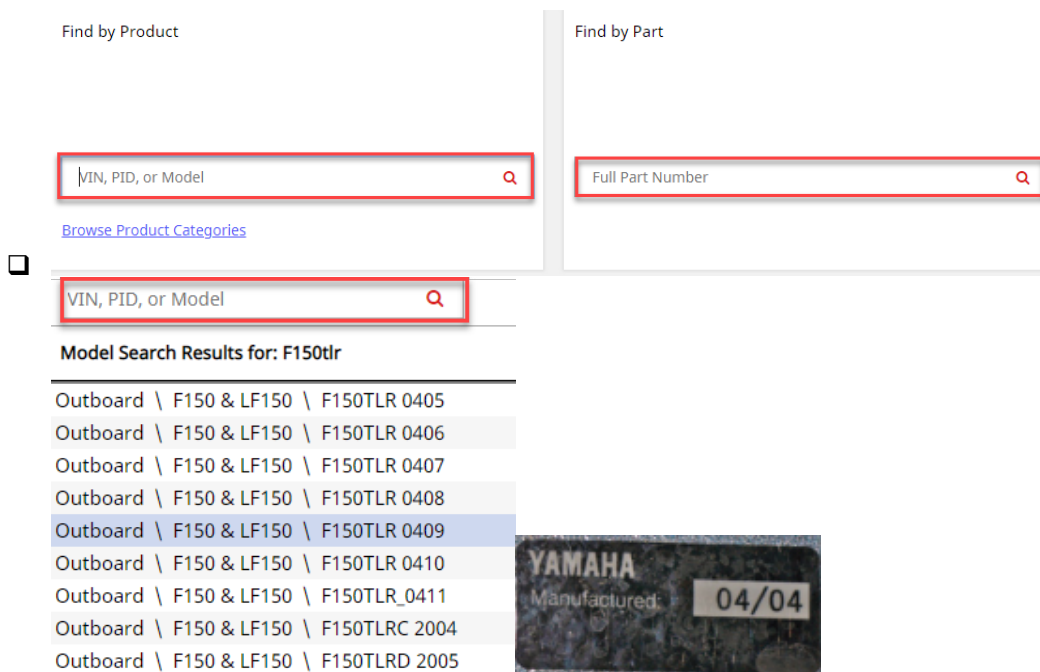 Find by Product
Find by Part
VIN, PID, or Model
Full Part Number
Browse Product Categories
VIN, PID, or Model
Model Search Results for: F150tlr
Outboard \ F150 & LF150 \ F150TLR 0405
Outboard \ F150 & LF150 \ F150TLR 0406
Outboard \ F150 & LF150 \ F150TLR 0407
Outboard \ F150 & LF150 \ F150TLR 0408
Outboard \ F150 & LF150 \ F150TLR 0409
Outboard \ F150 & LF150 \ F150TLR 0410
Outboard \ F150 & LF150 \ F150TLR_0411
Outboard \ F150 & LF150 \ F150TLRC 2004
Outboard \ F150 & LF150 \ F150TLRD 2005
YAMAHA
Manufactured: 04/04